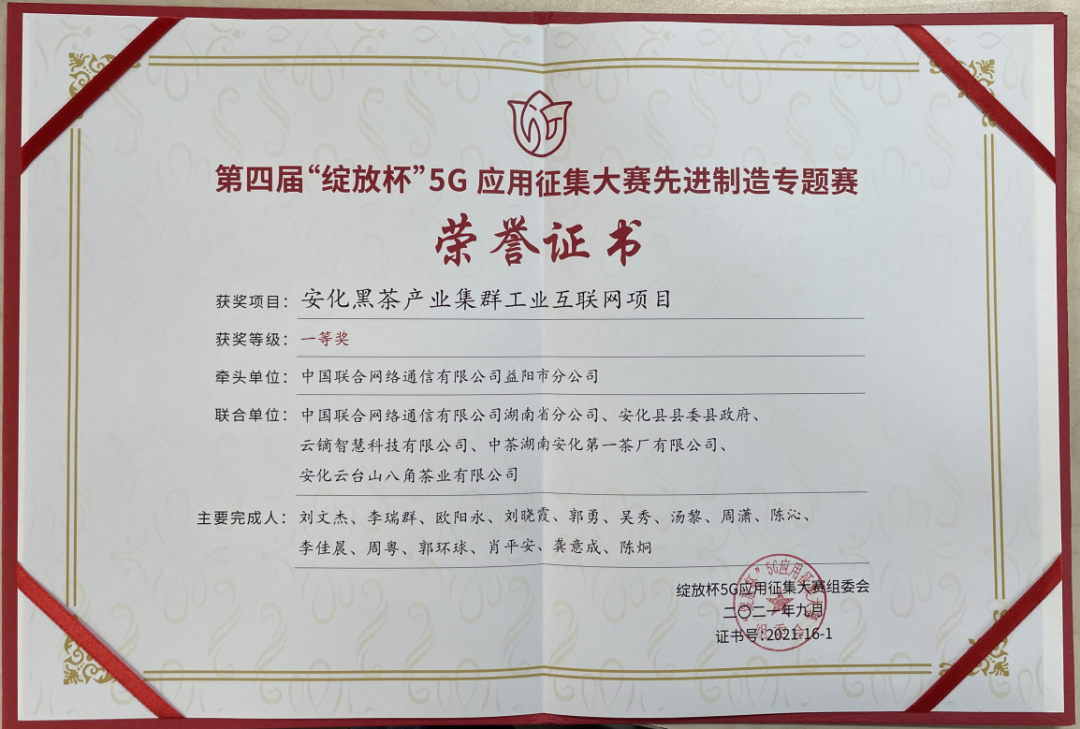 第四届“绽放杯”5G 应用征集大赛先进制造专题赛
荣誉证书
获奖项目：安化黑茶产业集群工业互联网项目
获奖等级：一等奖
牵头单位：中国联合网络通信有限公司益阳市分公司
联合单位：中国联合网络通信有限公司湖南省分公司、安化县县委县政府、
云镝智慧科技有限公司、中茶湖南安化第一茶厂有限公司、
安化云台山八角茶业有限公司
主要完成人：刘文杰、李瑞群、欧阳永、刘晓霞、郭勇、吴秀、汤黎、周潇、陈沁、
李佳晨、周粤、郭环球、肖平安、龚意成、陈炯
绽放杯5G应用征集大赛组委会
二〇二一年九月
证书号:2021-16-1